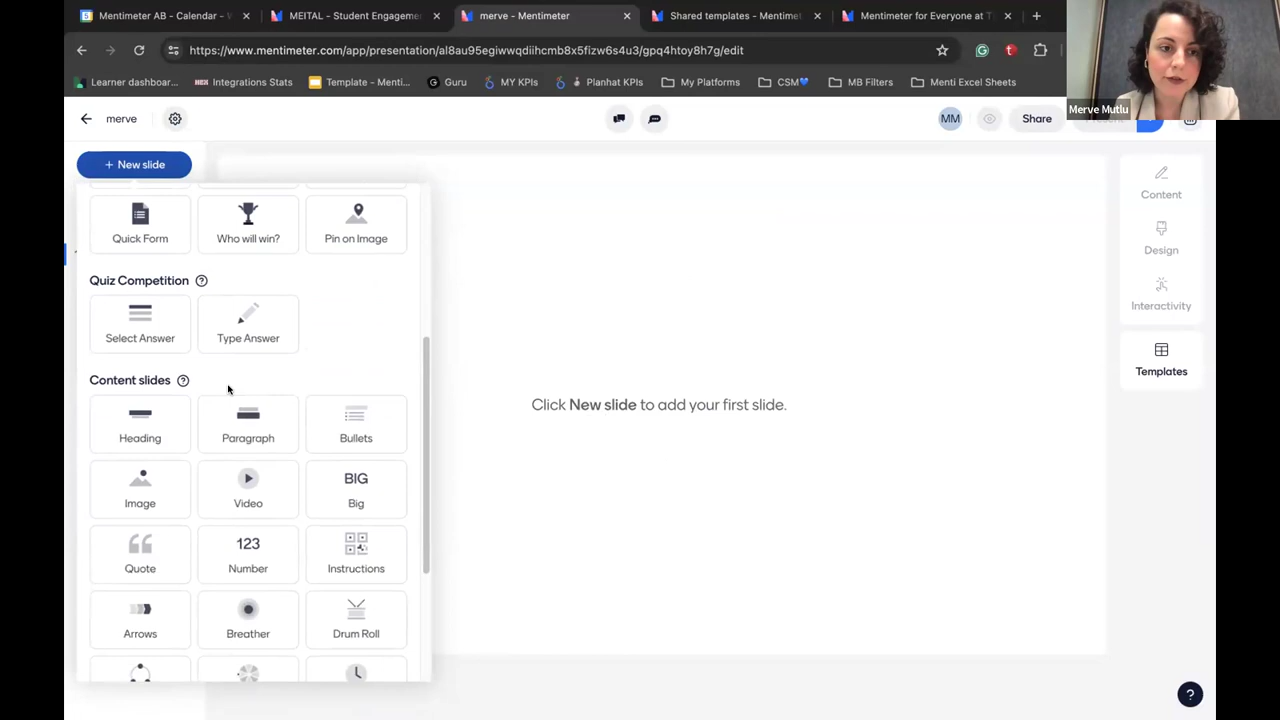 Mentimeter AB - Calendar - W
MEITAL - Student Engagemen
merve - Mentimeter
Shared templates - Mentimet
Mentimeter for Everyone at T
https://www.mentimeter.com/app/presentation/al8au95egiwwqdiihcmb8x5fizw6s4u3/gpq4htoy8h7g/edit
Learner dashboar...
Integrations Stats
Template - Menti...
Guru
MY KPIs
Planhat KPIs
My Platforms
CSM
MB Filters
Menti Excel Sheets
Merve Mutlu
merve
MM
Share
+ New slide
Quick Form
Who will win?
Pin on Image
Quiz Competition ?
Select Answer
Type Answer
Content slides ?
Heading
Paragraph
Bullets
Image
Video
BIG
Big
Quote
123
Number
Instructions
Arrows
Breather
Drum Roll
Click New slide to add your first slide.
Content
Design
Interactivity
Templates
?